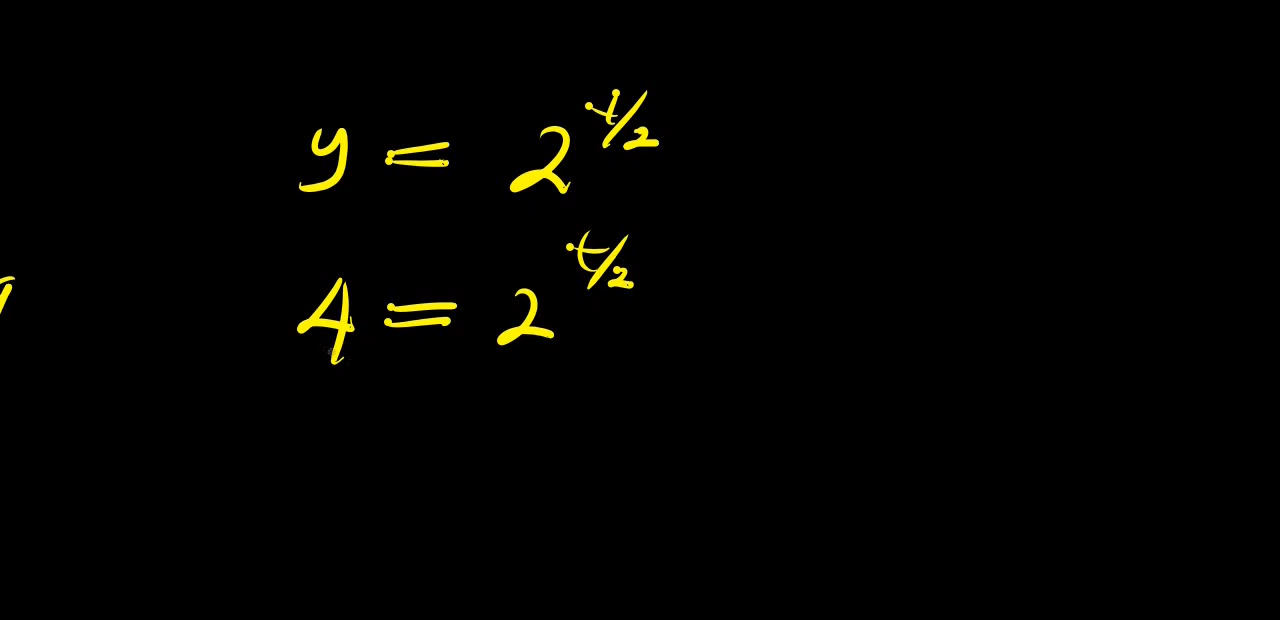 y = 2^{t/2}
4 = 2^{t/2}